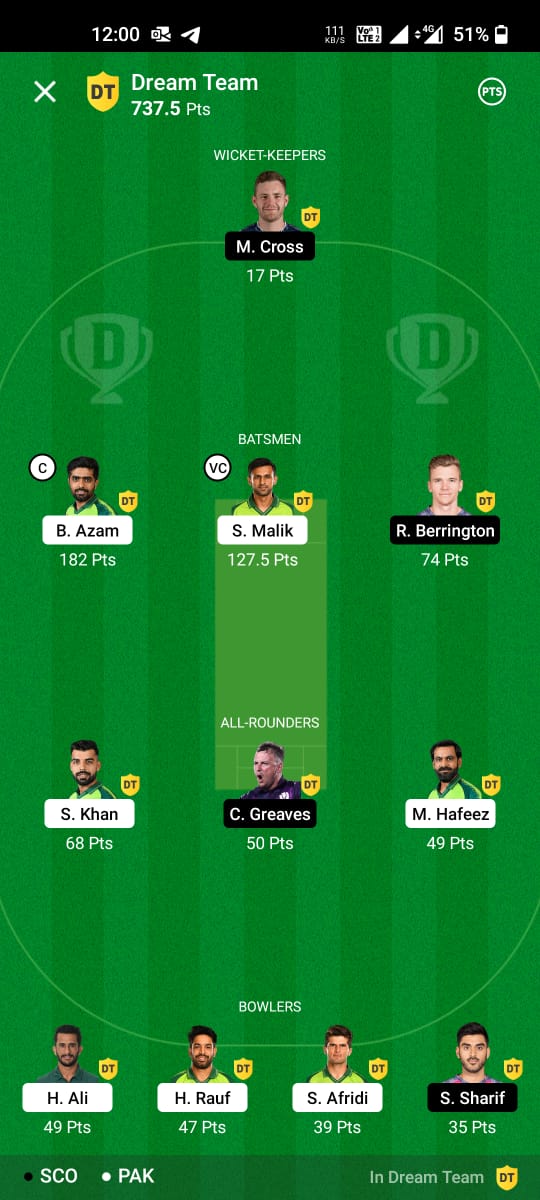 12:00 111 KB/S Vo 1 LTE 2 4G 51%
DT Dream Team
737.5 Pts PTS
WICKET-KEEPERS
DT
M. Cross
17 Pts
D D
BATSMEN
C VC
DT DT DT
B. Azam S. Malik R. Berrington
182 Pts 127.5 Pts 74 Pts
ALL-ROUNDERS
DT DT DT
S. Khan C. Greaves M. Hafeez
68 Pts 50 Pts 49 Pts
BOWLERS
DT DT DT DT
H. Ali H. Rauf S. Afridi S. Sharif
49 Pts 47 Pts 39 Pts 35 Pts
SCO PAK In Dream Team DT